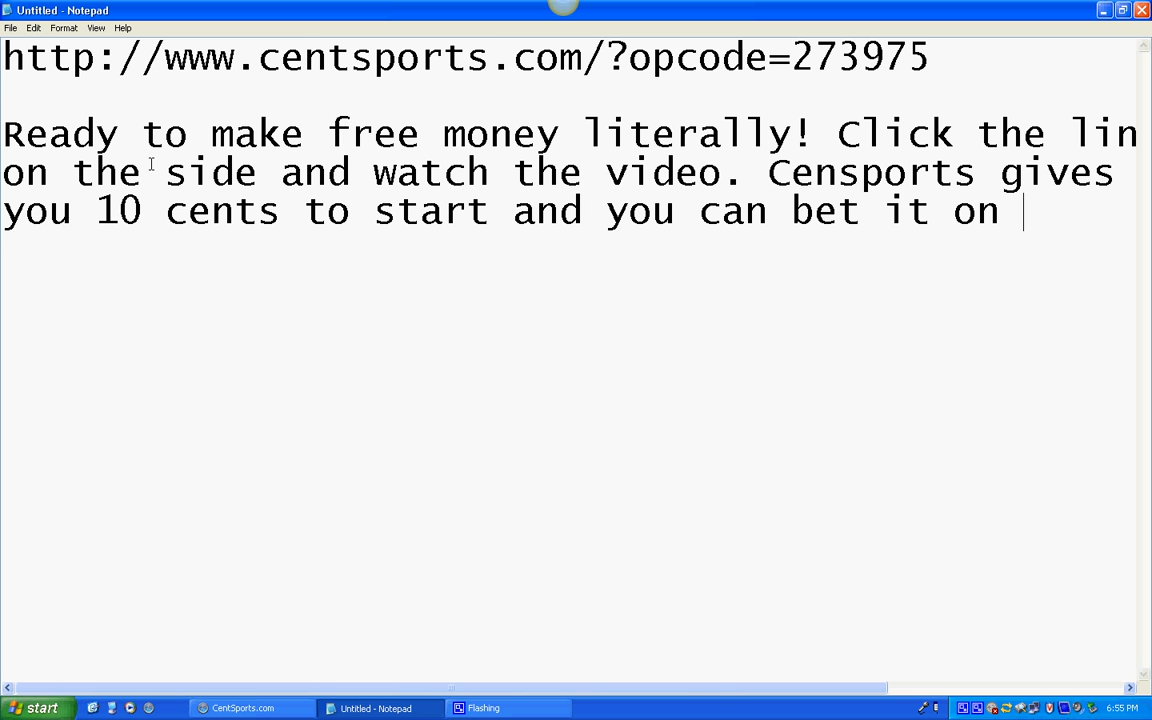 Untitled - Notepad
File Edit Format View Help
http://www.centsports.com/?opcode=273975
Ready to make free money literally! Click the lin
on the side and watch the video. Censports gives
you 10 cents to start and you can bet it on
start CentSports.com Untitled - Notepad Flashing 6:55 PM